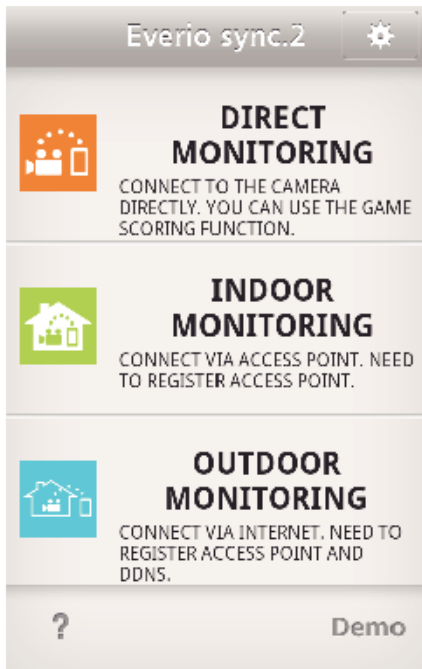 Everio sync.2
DIRECT
MONITORING
CONNECT TO THE CAMERA
DIRECTLY. YOU CAN USE THE GAME
SCORING FUNCTION.
INDOOR
MONITORING
CONNECT VIA ACCESS POINT. NEED
TO REGISTER ACCESS POINT.
OUTDOOR
MONITORING
CONNECT VIA INTERNET. NEED TO
REGISTER ACCESS POINT AND
DDNS.
? Demo